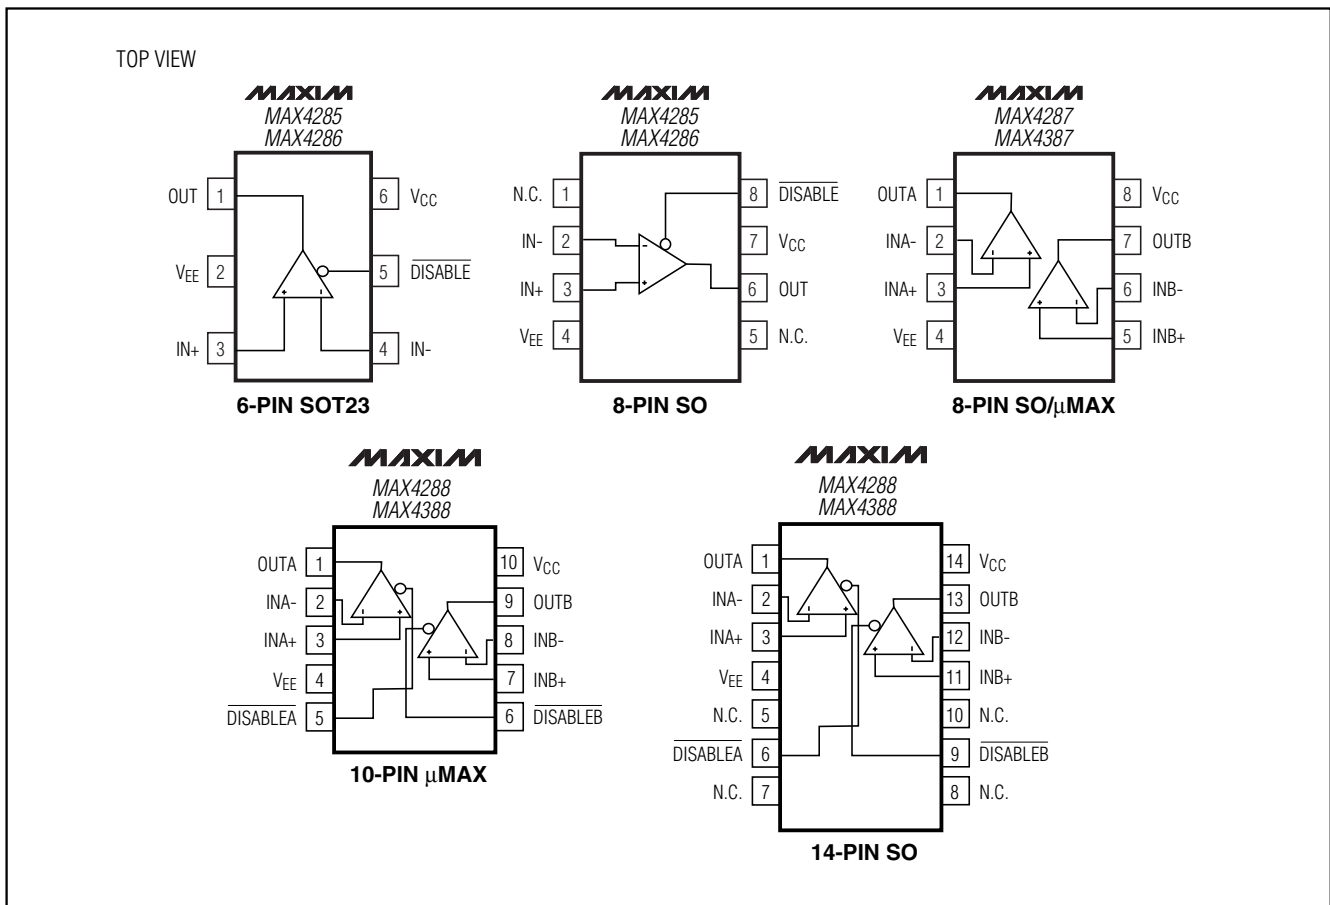 TOP VIEW
MAXIM
MAX4285
MAX4286
OUT 1
6 VCC
VEE 2
5 DISABLE
IN+ 3
4 IN-
6-PIN SOT23
MAXIM
MAX4285
MAX4286
N.C. 1
8 DISABLE
IN- 2
7 VCC
IN+ 3
6 OUT
VEE 4
5 N.C.
- +
8-PIN SO
MAXIM
MAX4287
MAX4387
OUTA 1
8 VCC
INA- 2
7 OUTB
INA+ 3
6 INB-
VEE 4
5 INB+
8-PIN SO/μMAX
MAXIM
MAX4288
MAX4388
OUTA 1
10 VCC
INA- 2
9 OUTB
INA+ 3
8 INB-
VEE 4
7 INB+
DISABLEA 5
6 DISABLEB
10-PIN μMAX
MAXIM
MAX4288
MAX4388
OUTA 1
14 VCC
INA- 2
13 OUTB
INA+ 3
12 INB-
VEE 4
11 INB+
N.C. 5
10 N.C.
DISABLEA 6
9 DISABLEB
N.C. 7
8 N.C.
14-PIN SO